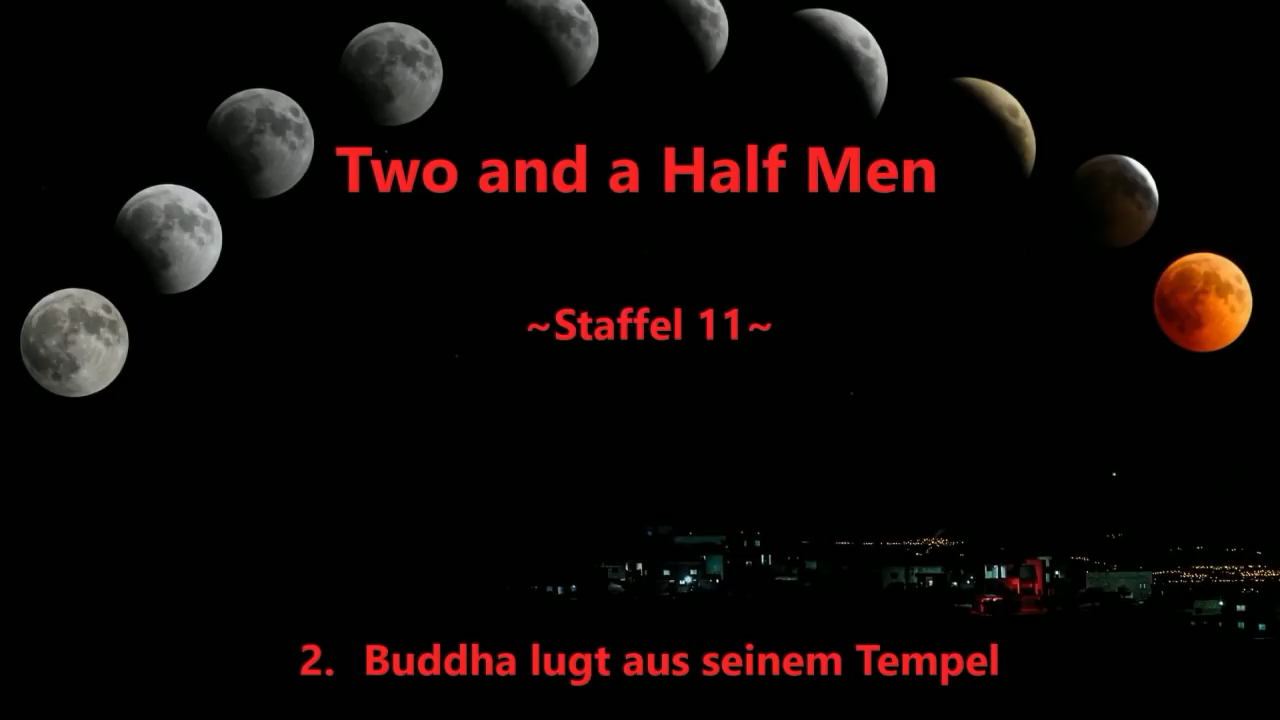 Two and a Half Men
~Staffel 11~
2. Buddha lugt aus seinem Tempel